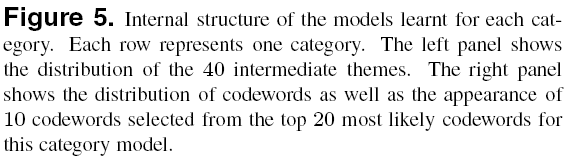 Figure 5. Internal structure of the models learnt for each cat-
egory. Each row represents one category. The left panel shows
the distribution of the 40 intermediate themes. The right panel
shows the distribution of codewords as well as the appearance of
10 codewords selected from the top 20 most likely codewords for
this category model.